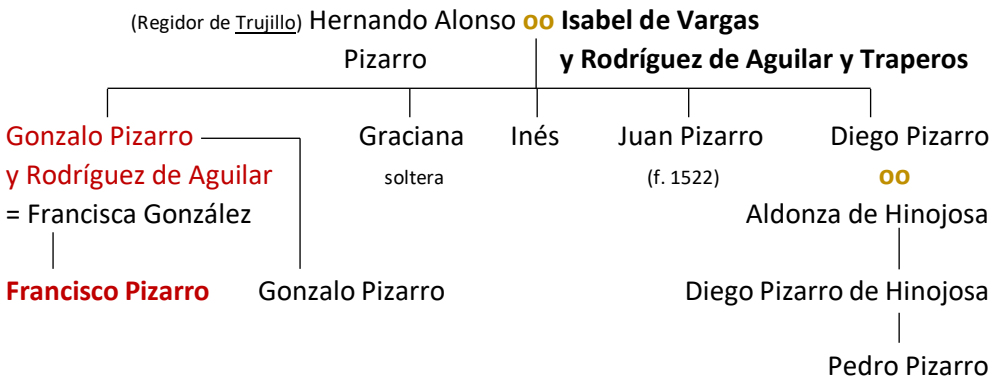 (Regidor de Trujillo) Hernando Alonso oo Isabel de Vargas
Pizarro y Rodríguez de Aguilar y Traperos
Gonzalo Pizarro Graciana Inés Juan Pizarro Diego Pizarro
y Rodríguez de Aguilar soltera (f. 1522) oo
= Francisca González Aldonza de Hinojosa
Francisco Pizarro Gonzalo Pizarro Diego Pizarro de Hinojosa
Pedro Pizarro